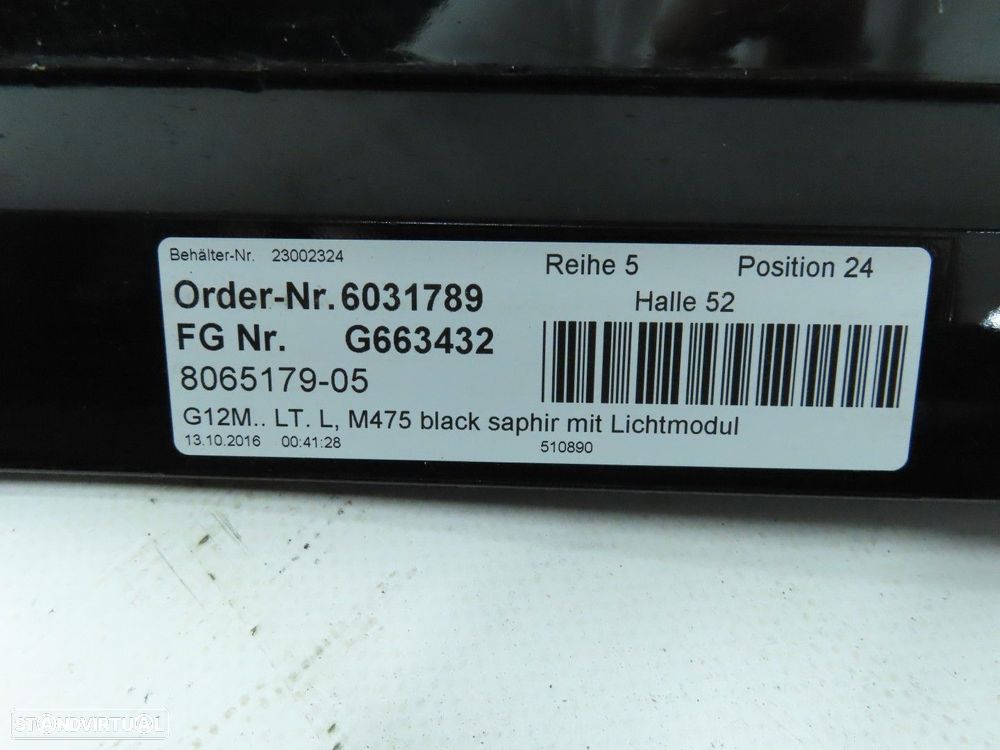 Behälter-Nr. 23002324
Reihe 5 Position 24
Order-Nr. 6031789
Halle 52
FG Nr. G663432
8065179-05
G12M.. LT. L, M475 black saphir mit Lichtmodul
13.10.2016 00:41:28 510890
STANDVIRTUAL